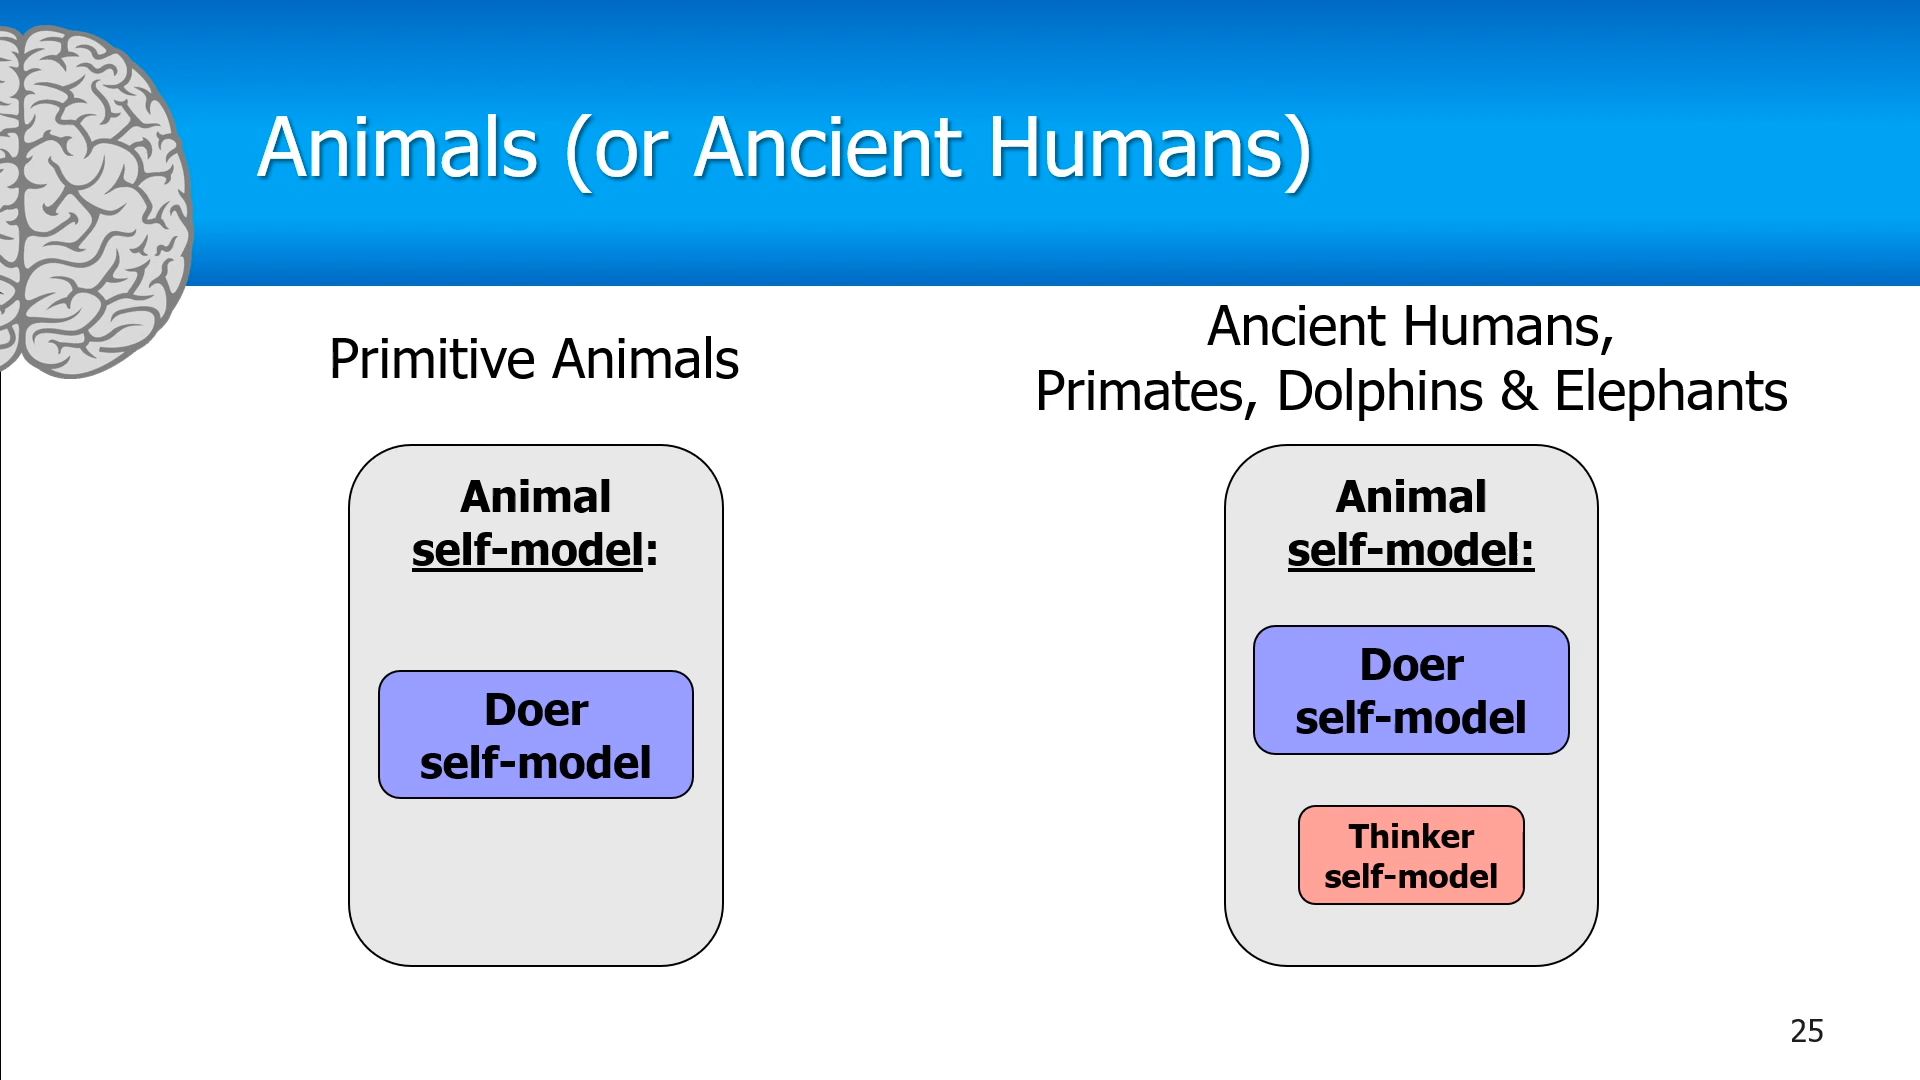 Animals (or Ancient Humans)
Primitive Animals
Animal
self-model:
Doer
self-model
Ancient Humans,
Primates, Dolphins & Elephants
Animal
self-model:
Doer
self-model
Thinker
self-model
25